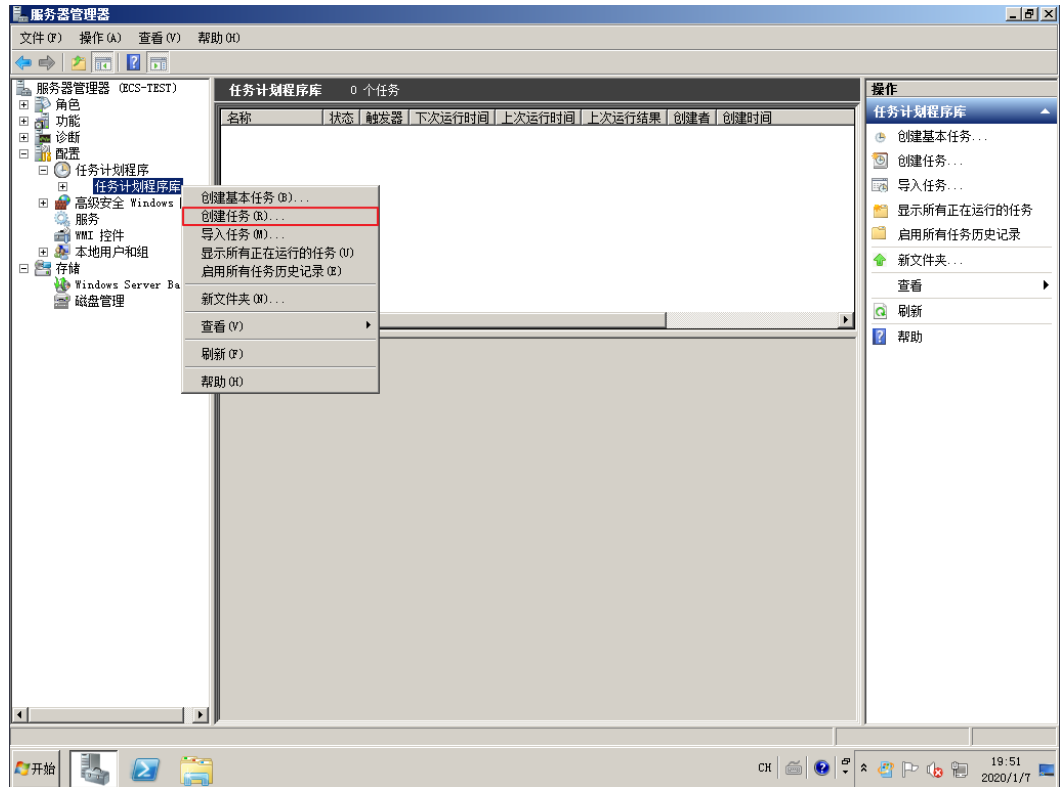 服务器管理器
文件(F) 操作(A) 查看(V) 帮助(H)
服务器管理器 (ECS-TEST)
角色
功能
诊断
配置
任务计划程序
任务计划程序库
高级安全 Windows
服务
WMI 控件
本地用户和组
存储
Windows Server Ba
磁盘管理
任务计划程序库 0 个任务
名称 状态 触发器 下次运行时间 上次运行时间 上次运行结果 创建者 创建时间
创建基本任务(B)...
创建任务(R)...
导入任务(M)...
显示所有正在运行的任务(U)
启用所有任务历史记录(E)
新文件夹(N)...
查看(V)
刷新(F)
帮助(H)
操作
任务计划程序库
创建基本任务...
创建任务...
导入任务...
显示所有正在运行的任务
启用所有任务历史记录
新文件夹...
查看
刷新
帮助
开始
CH
19:51
2020/1/7